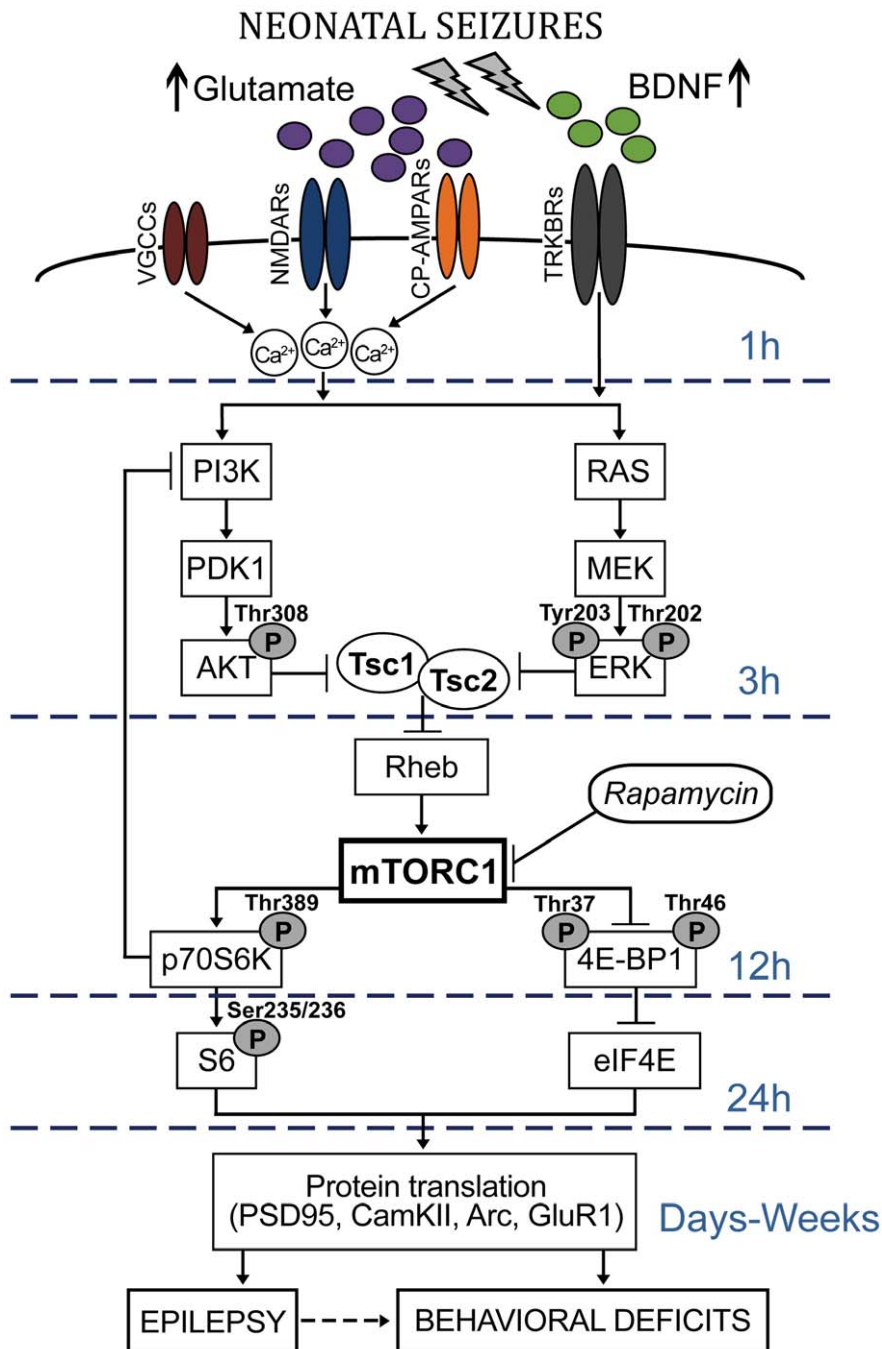 NEONATAL SEIZURES
Glutamate
BDNF
VGCCs
NMDARs
CP-AMPARs
TRKBRs
Ca²⁺
Ca²⁺
Ca²⁺
1h
PI3K
RAS
PDK1
MEK
Thr308
P
AKT
Tsc1
Tsc2
Tyr203
Thr202
P
P
ERK
3h
Rheb
Rapamycin
mTORC1
Thr389
P
p70S6K
Thr37
Thr46
P
P
4E-BP1
12h
Ser235/236
P
S6
eIF4E
24h
Protein translation
(PSD95, CamKII, Arc, GluR1)
Days-Weeks
EPILEPSY
BEHAVIORAL DEFICITS